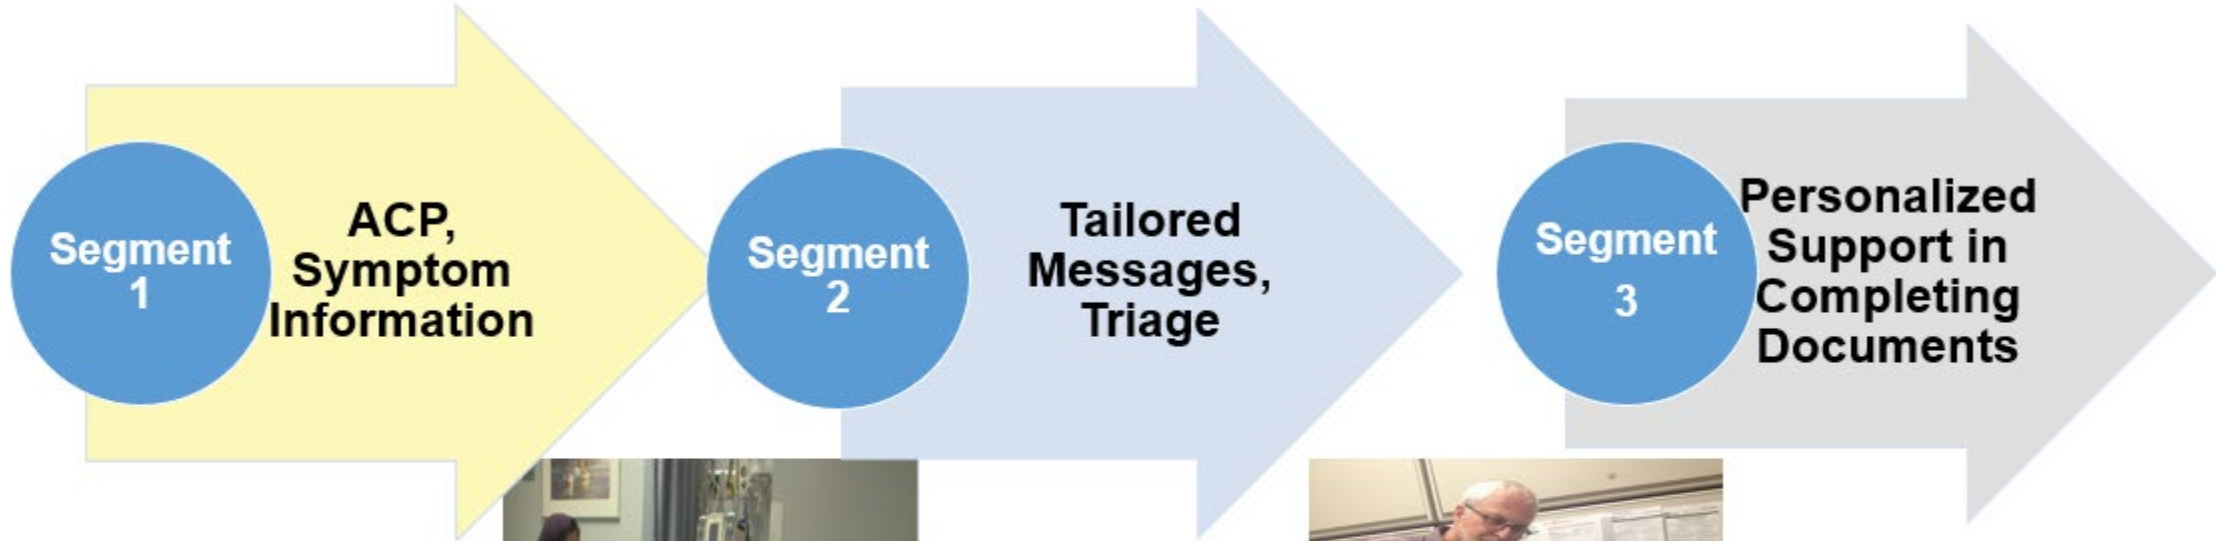 Segment
1
ACP,
Symptom
Information
Segment
2
Tailored
Messages,
Triage
Segment
3
Personalized
Support in
Completing
Documents